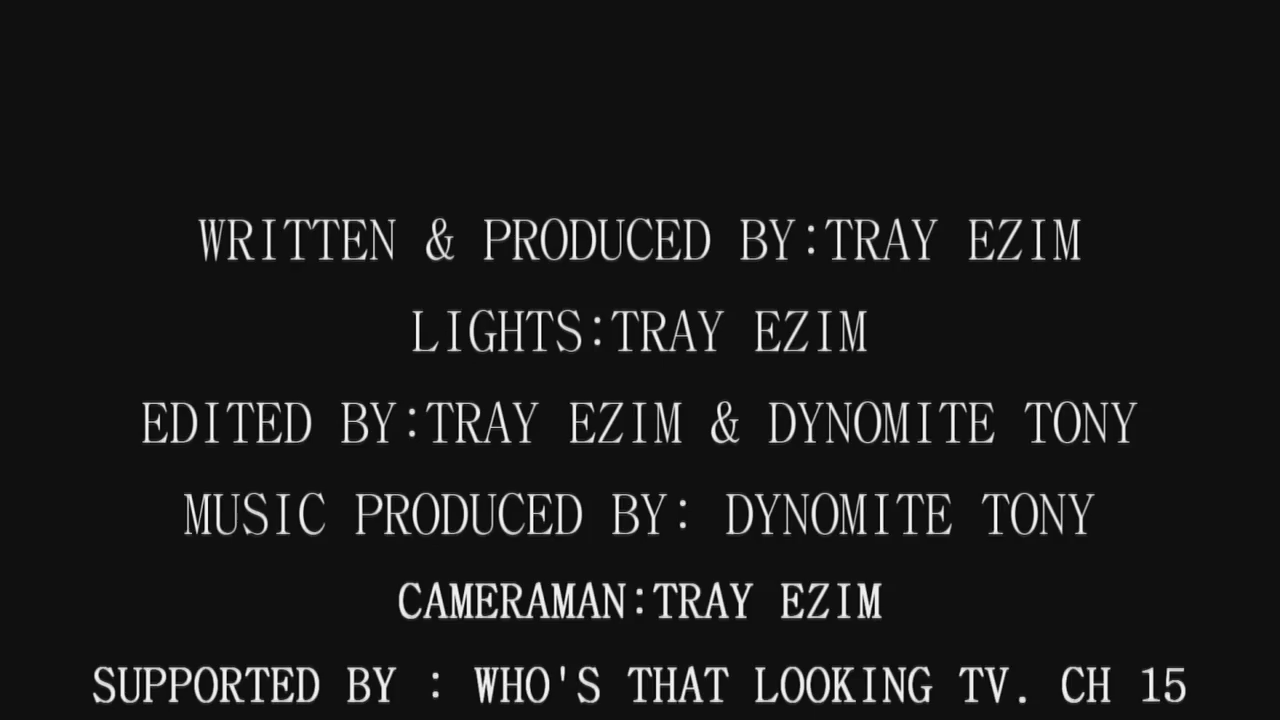 WRITTEN & PRODUCED BY:TRAY EZIM
LIGHTS:TRAY EZIM
EDITED BY:TRAY EZIM & DYNOMITE TONY
MUSIC PRODUCED BY: DYNOMITE TONY
CAMERAMAN:TRAY EZIM
SUPPORTED BY : WHO'S THAT LOOKING TV. CH 15